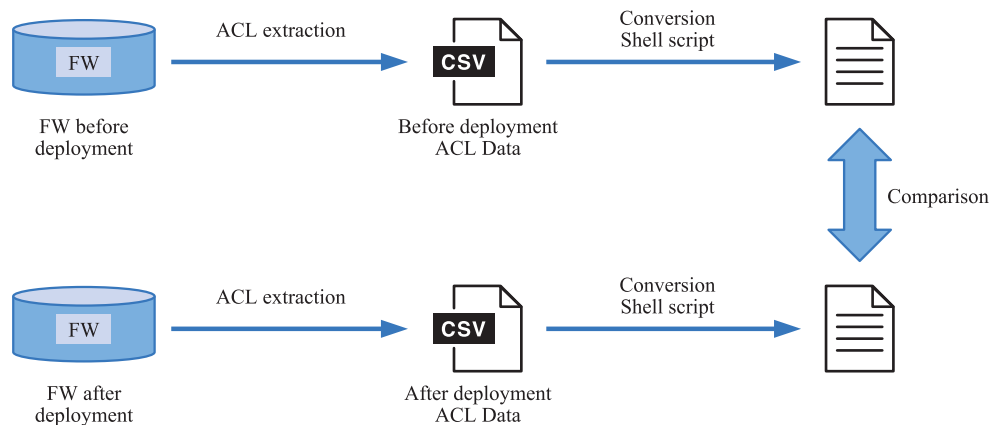 ACL extraction
Conversion
Shell script
FW
CSV
FW before
deployment
Before deployment
ACL Data
Comparison
ACL extraction
Conversion
Shell script
FW
CSV
FW after
deployment
After deployment
ACL Data